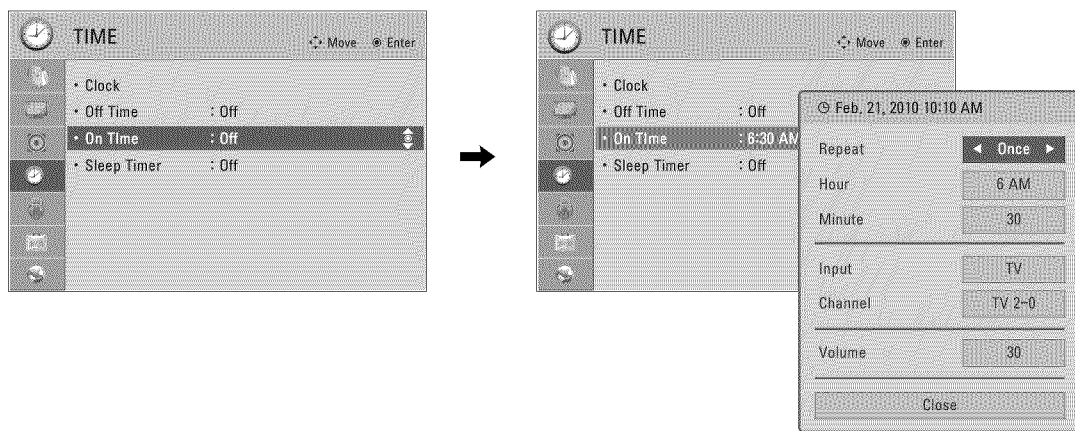 TIME
Move Enter
• Clock
• Off Time : Off
• On TIme : Off
• Sleep Timer : Off
TIME
Move Enter
• Clock
• Off Time : Off
• On TIme : 6:30 AM
• Sleep Timer : Off
Feb. 21, 2010 10:10 AM
Repeat ◄ Once ►
Hour 6 AM
Minute 30
Input TV
Channel TV 2-0
Volume 30
Close